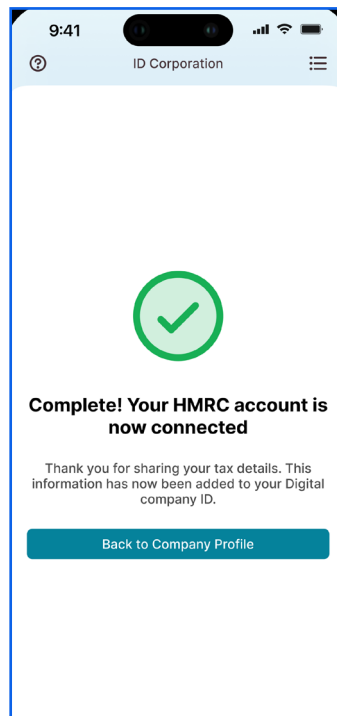 9:41
ID Corporation
Complete! Your HMRC account is
now connected
Thank you for sharing your tax details. This
information has now been added to your Digital
company ID.
Back to Company Profile